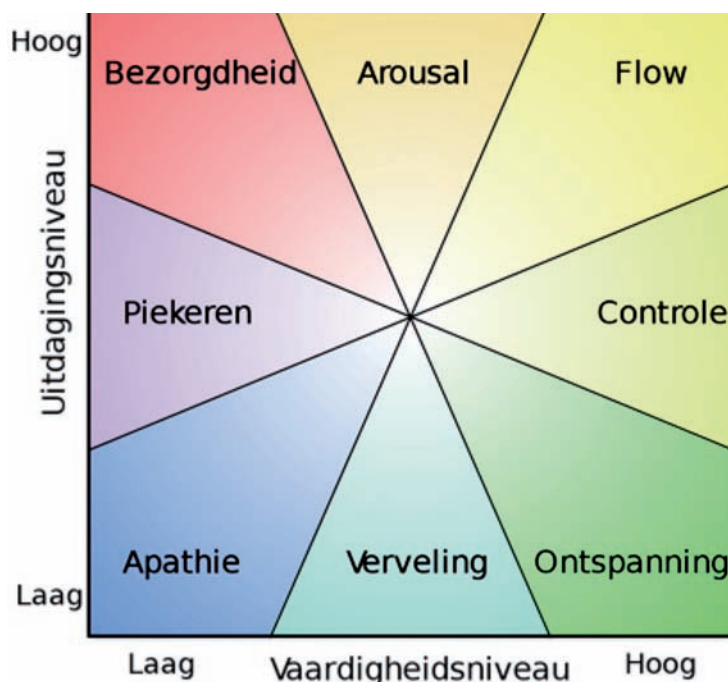 Hoog
Bezorgdheid
Arousal
Flow
Uitdagingsniveau
Piekeren
Controle
Apathie
Verveling
Ontspanning
Laag
Laag
Vaardigheidsniveau
Hoog